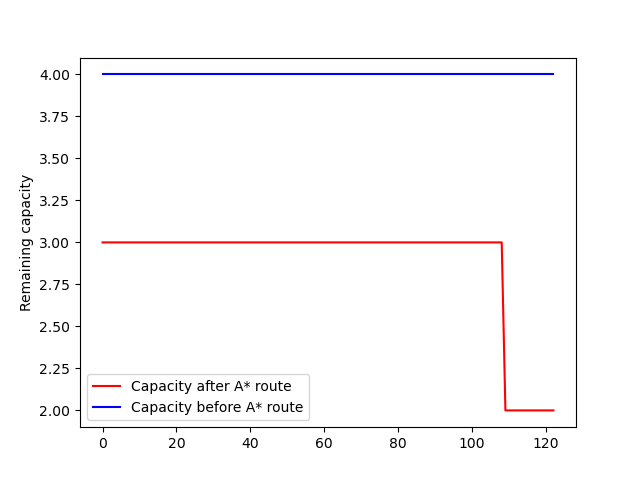 4.00
3.75
3.50
3.25
3.00
2.75
2.50
2.25
2.00
Remaining capacity
Capacity after A* route
Capacity before A* route
0 20 40 60 80 100 120